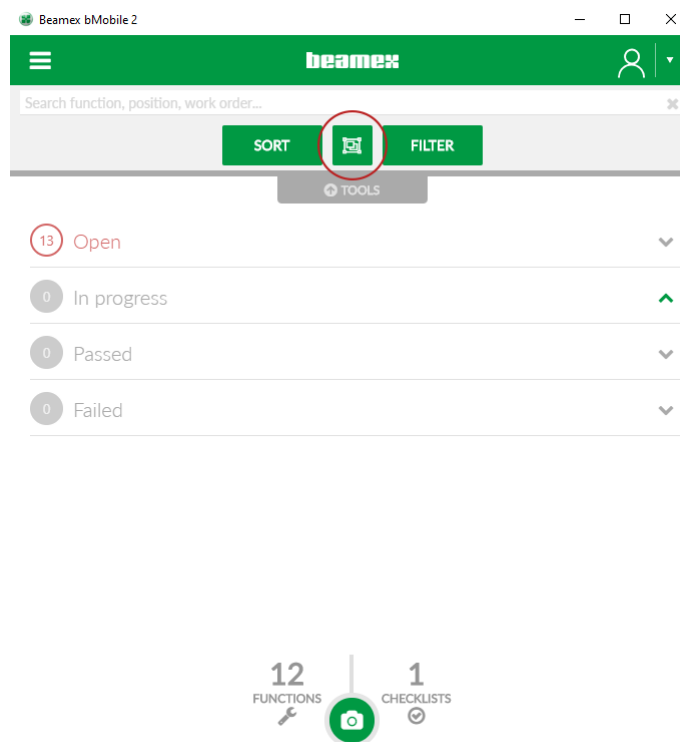 Beamex bMobile 2
beamex
Search function, position, work order...
SORT
FILTER
TOOLS
13 Open
0 In progress
0 Passed
0 Failed
12 1
FUNCTIONS CHECKLISTS